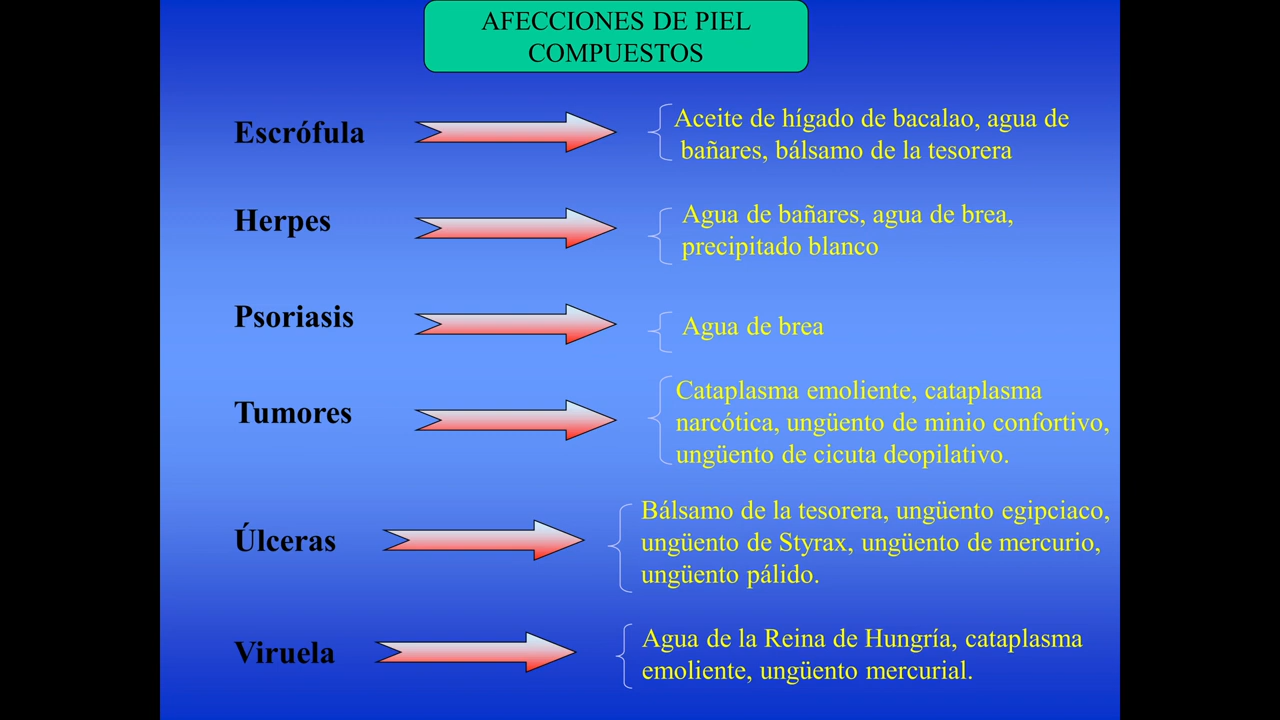 AFECCIONES DE PIEL
COMPUESTOS
Escrófula
Aceite de hígado de bacalao, agua de
bañares, bálsamo de la tesorera
Herpes
Agua de bañares, agua de brea,
precipitado blanco
Psoriasis
Agua de brea
Tumores
Cataplasma emoliente, cataplasma
narcótica, ungüento de minio confortivo,
ungüento de cicuta deopilativo.
Úlceras
Bálsamo de la tesorera, ungüento egipciaco,
ungüento de Styrax, ungüento de mercurio,
ungüento pálido.
Viruela
Agua de la Reina de Hungría, cataplasma
emoliente, ungüento mercurial.